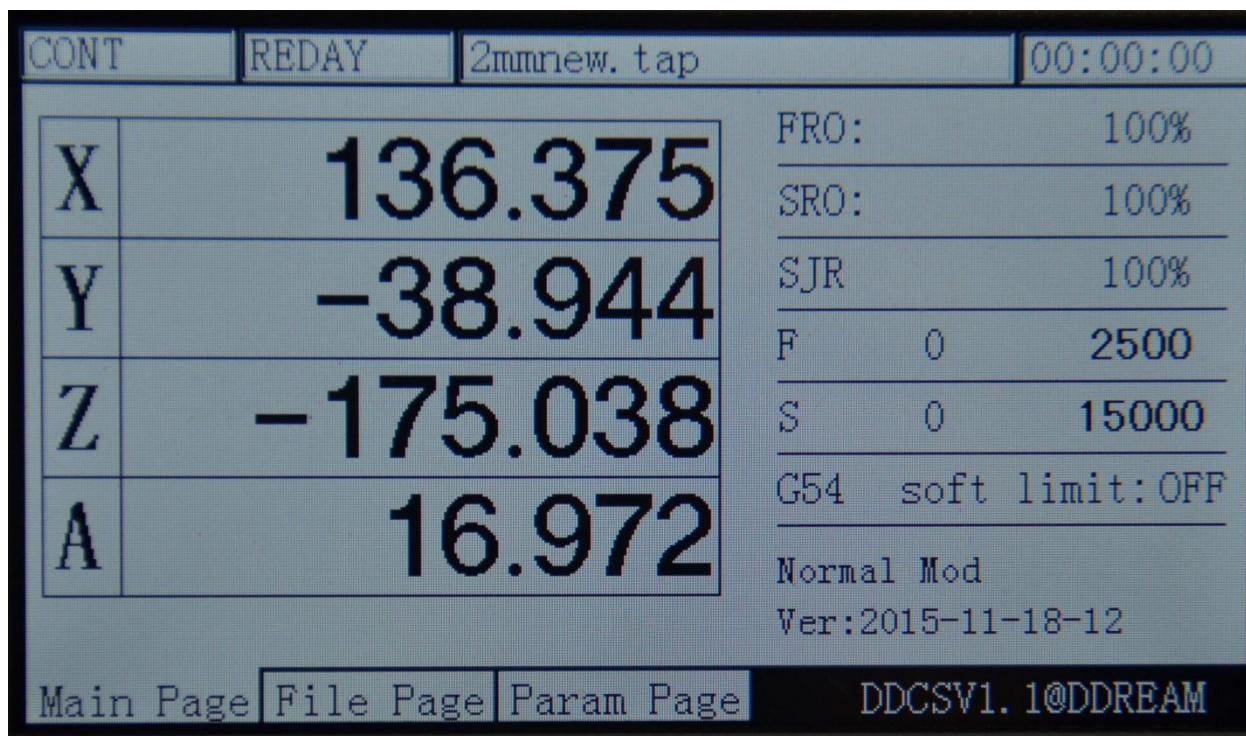 CONT REDAY 2mmnew.tap 00:00:00
X 136.375
Y -38.944
Z -175.038
A 16.972
FRO: 100%
SRO: 100%
SJR 100%
F 0 2500
S 0 15000
G54 soft limit:OFF
Normal Mod
Ver:2015-11-18-12
Main Page File Page Param Page DDCSV1.1@DDREAM